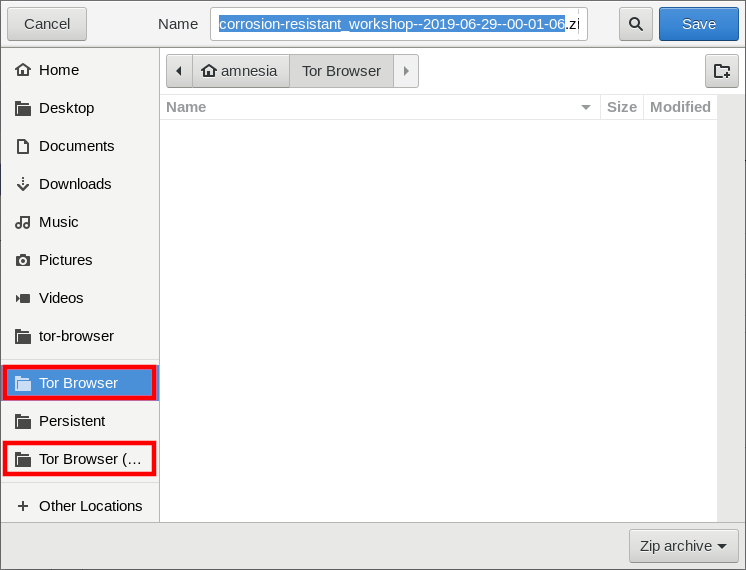 Cancel Name corrosion-resistant_workshop--2019-06-29--00-01-06.zi Save
Home
Desktop
Documents
Downloads
Music
Pictures
Videos
tor-browser
Tor Browser
Persistent
Tor Browser (…
Other Locations
amnesia Tor Browser
Name Size Modified
Zip archive